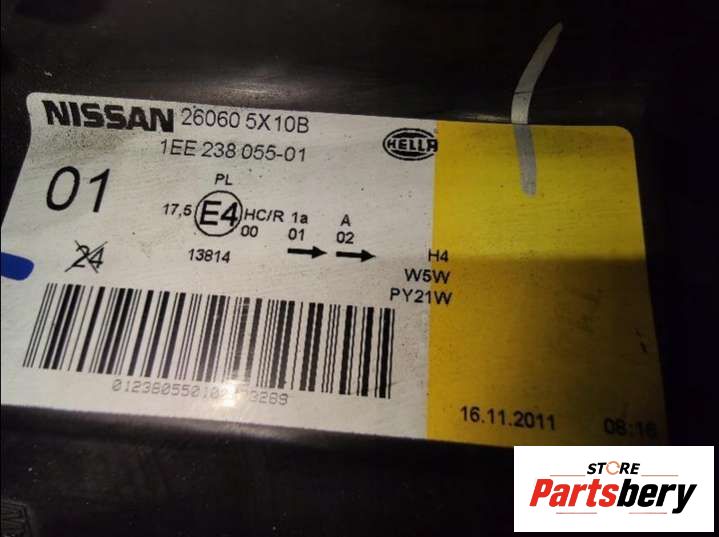 NISSAN 26060 5X10B
1EE 238 055-01
HELLA
01
PL
17,5 E4 HC/R 1a A
00 01 02
24
13814
H4
W5W
PY21W
16.11.2011 08:16
STORE
Partsbery